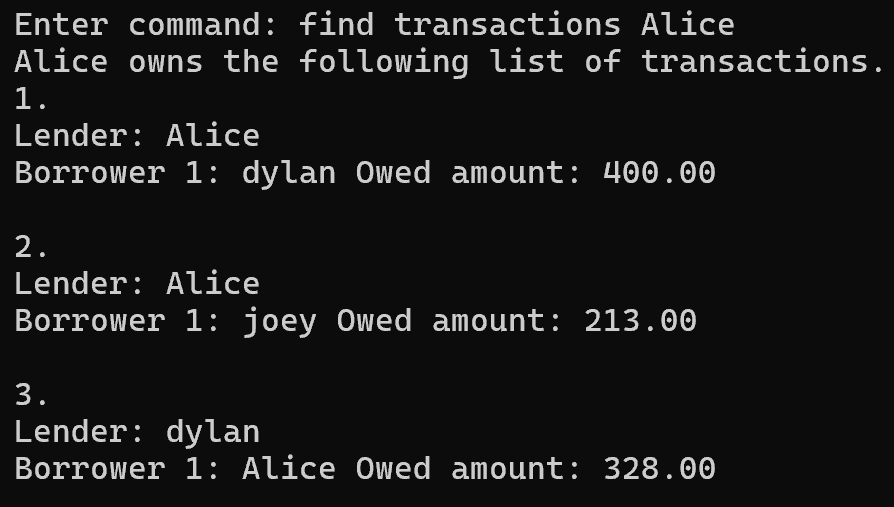 Enter command: find transactions Alice
Alice owns the following list of transactions.
1.
Lender: Alice
Borrower 1: dylan Owed amount: 400.00
2.
Lender: Alice
Borrower 1: joey Owed amount: 213.00
3.
Lender: dylan
Borrower 1: Alice Owed amount: 328.00